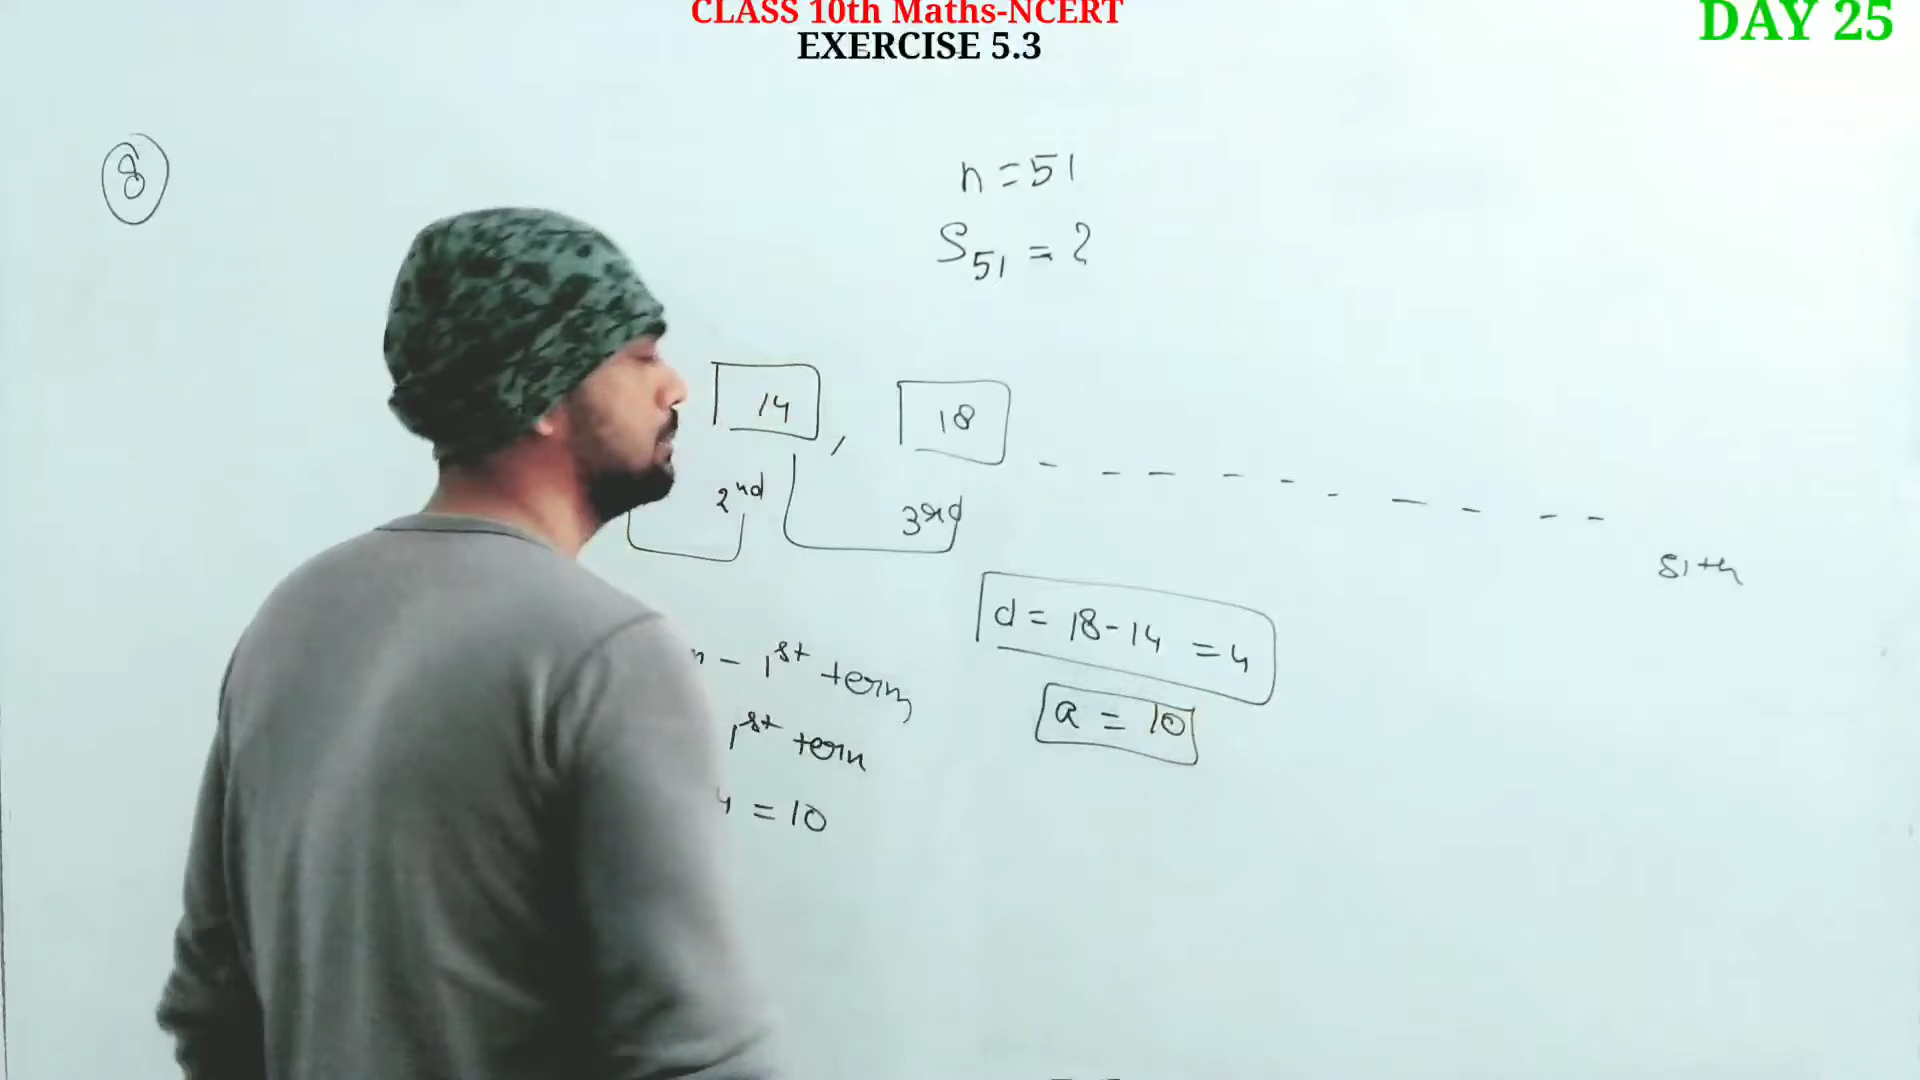 CLASS 10th Maths-NCERT
EXERCISE 5.3
DAY 25
8
n = 51
S51 = ?
14 , 18 - - - - - - - - - -
2nd 3rd
51th
d = 18 - 14 = 4
- 1st term
a = 10
1st term
4 = 10